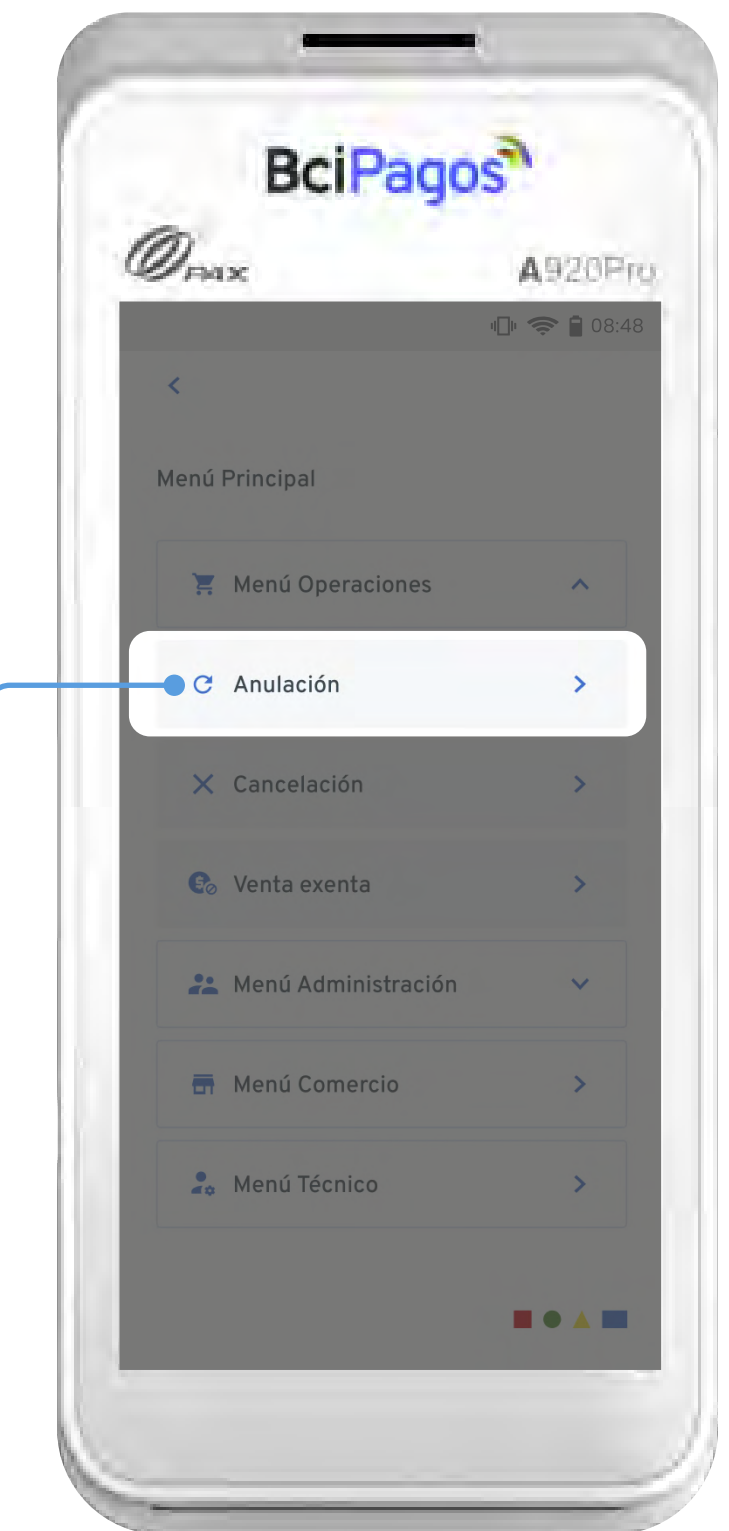 BciPagos
PAX
A920Pro
08:48
Menú Principal
Menú Operaciones
Anulación
Cancelación
Venta exenta
Menú Administración
Menú Comercio
Menú Técnico